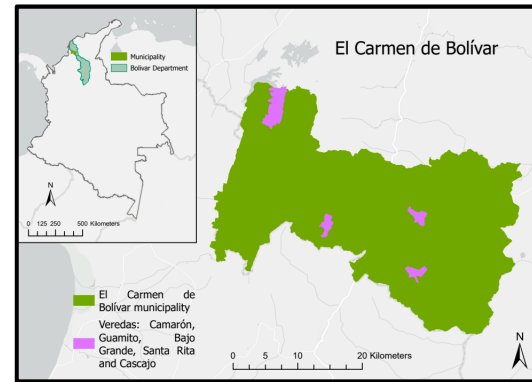 El Carmen de Bolívar
Municipality
Bolivar Department
N
0 125 250 500 Kilometers
El Carmen de
Bolívar municipality
Veredas: Camarón,
Guamito, Bajo
Grande, Santa Rita
and Cascajo
0 5 10 20 Kilometers
N